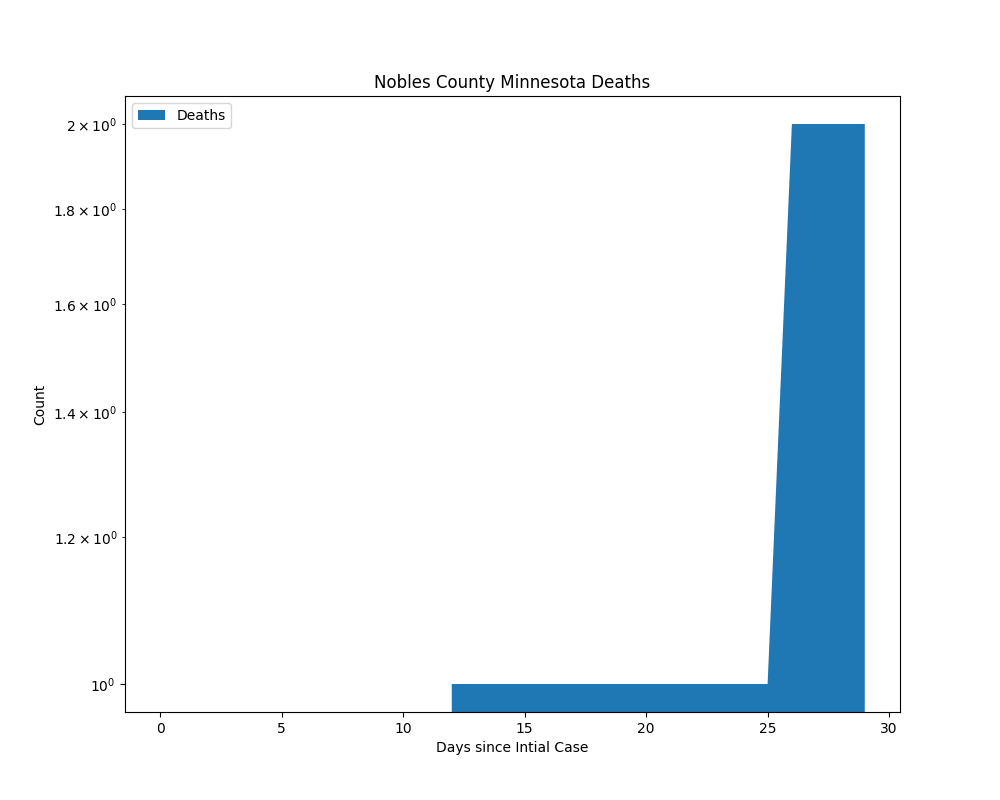 Nobles County Minnesota Deaths
Deaths
2 × 10⁰
1.8 × 10⁰
1.6 × 10⁰
1.4 × 10⁰
1.2 × 10⁰
10⁰
Count
0 5 10 15 20 25 30
Days since Intial Case